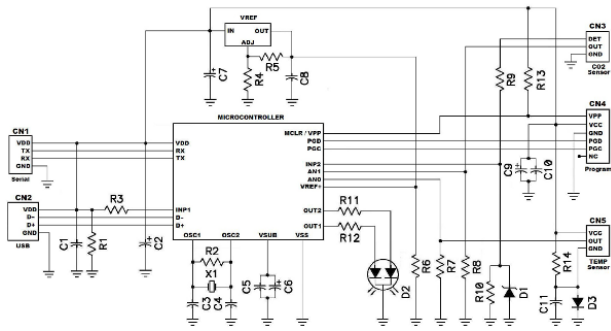 VREF
IN OUT
ADJ
C7
R4
R5
C8
CN3
DET
OUT
GND
CO2
Sensor
R9
R13
CN4
VPP
VCC
GND
PGD
PGC
NC
Program
CN1
VDD
TX
RX
GND
Serial
MICROCONTROLLER
VDD
RX
TX
MCLR / VPP
PGD
PGC
INP2
AN1
AN0
VREF+
C9
C10
CN2
VDD
D-
D+
GND
USB
R3
INP1
D-
D+
OUT2
OUT1
R11
R12
OSC1 OSC2 VSUB VSS
C1
R1
C2
R2
X1
C3
C4
C5
C6
D2
R6
R7
R8
R10
D1
CN5
VCC
OUT
GND
TEMP Sensor
R14
C11
D3